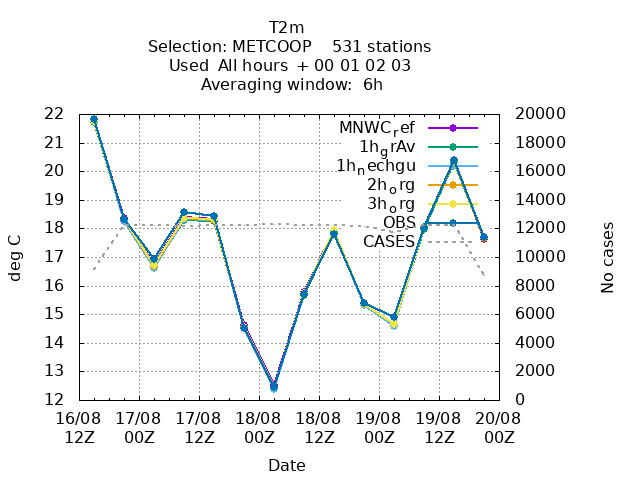 T2m
Selection: METCOOP 531 stations
Used All hours + 00 01 02 03
Averaging window: 6h
22 20000
21 18000
20 16000
19 14000
18 12000
17 10000
16 8000
15 6000
14 4000
13 2000
12 0
deg C
No cases
MNWC_ref
1h_grAv
1h_nechgu
2h_org
3h_org
OBS
CASES
16/08 17/08 17/08 18/08 18/08 19/08 19/08 20/08
12Z 00Z 12Z 00Z 12Z 00Z 12Z 00Z
Date